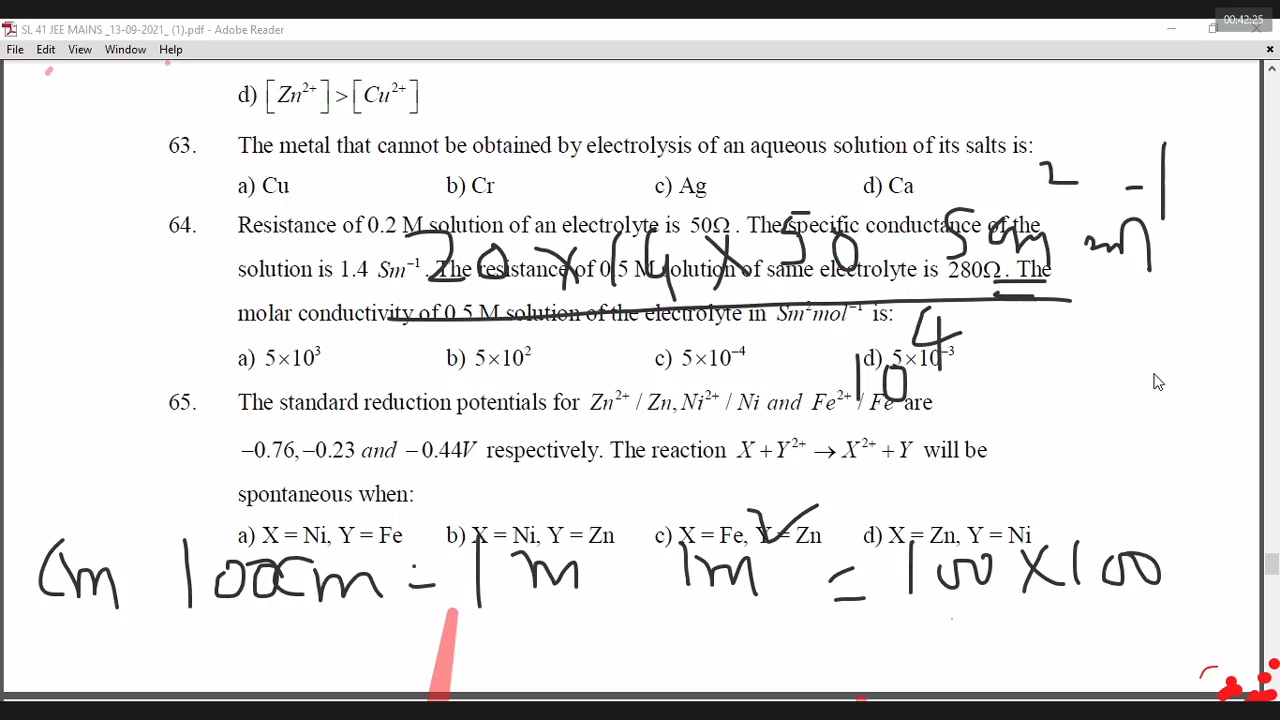 00:42:25
SL 41 JEE MAINS _13-09-2021_ (1).pdf - Adobe Reader
File Edit View Window Help
d) [Zn²⁺] > [Cu²⁺]
63. The metal that cannot be obtained by electrolysis of an aqueous solution of its salts is:
a) Cu b) Cr c) Ag d) Ca
64. Resistance of 0.2 M solution of an electrolyte is 50Ω . The specific conductance of the
solution is 1.4 Sm⁻¹. The resistance of 0.5 M solution of same electrolyte is 280Ω . The
molar conductivity of 0.5 M solution of the electrolyte in Sm²mol⁻¹ is:
a) 5×10³ b) 5×10² c) 5×10⁻⁴ d) 5×10⁻³
20 × 14 × 50 Scm² m⁻¹
10⁴
65. The standard reduction potentials for Zn²⁺ / Zn, Ni²⁺ / Ni and Fe²⁺ / Fe are
−0.76, −0.23 and −0.44V respectively. The reaction X + Y²⁺ → X²⁺ + Y will be
spontaneous when:
a) X = Ni, Y = Fe b) X = Ni, Y = Zn c) X = Fe, Y = Zn d) X = Zn, Y = Ni
cm 100cm = 1 m 1m² = 100×100